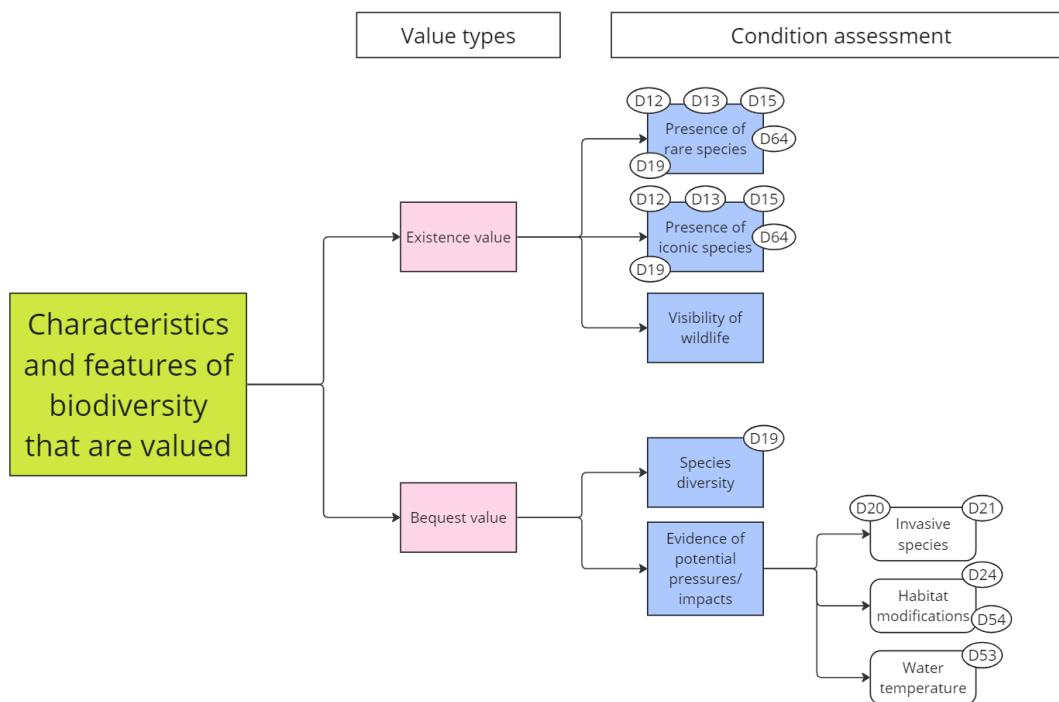 Value types
Condition assessment
D12
D13
D15
Presence of
rare species
D64
D19
D12
D13
D15
Existence value
Presence of
iconic species
D64
D19
Visibility of
wildlife
Characteristics
and features of
biodiversity
that are valued
D19
Species
diversity
Bequest value
Evidence of
potential
pressures/
impacts
D20
D21
Invasive
species
D24
Habitat
modifications
D54
D53
Water
temperature